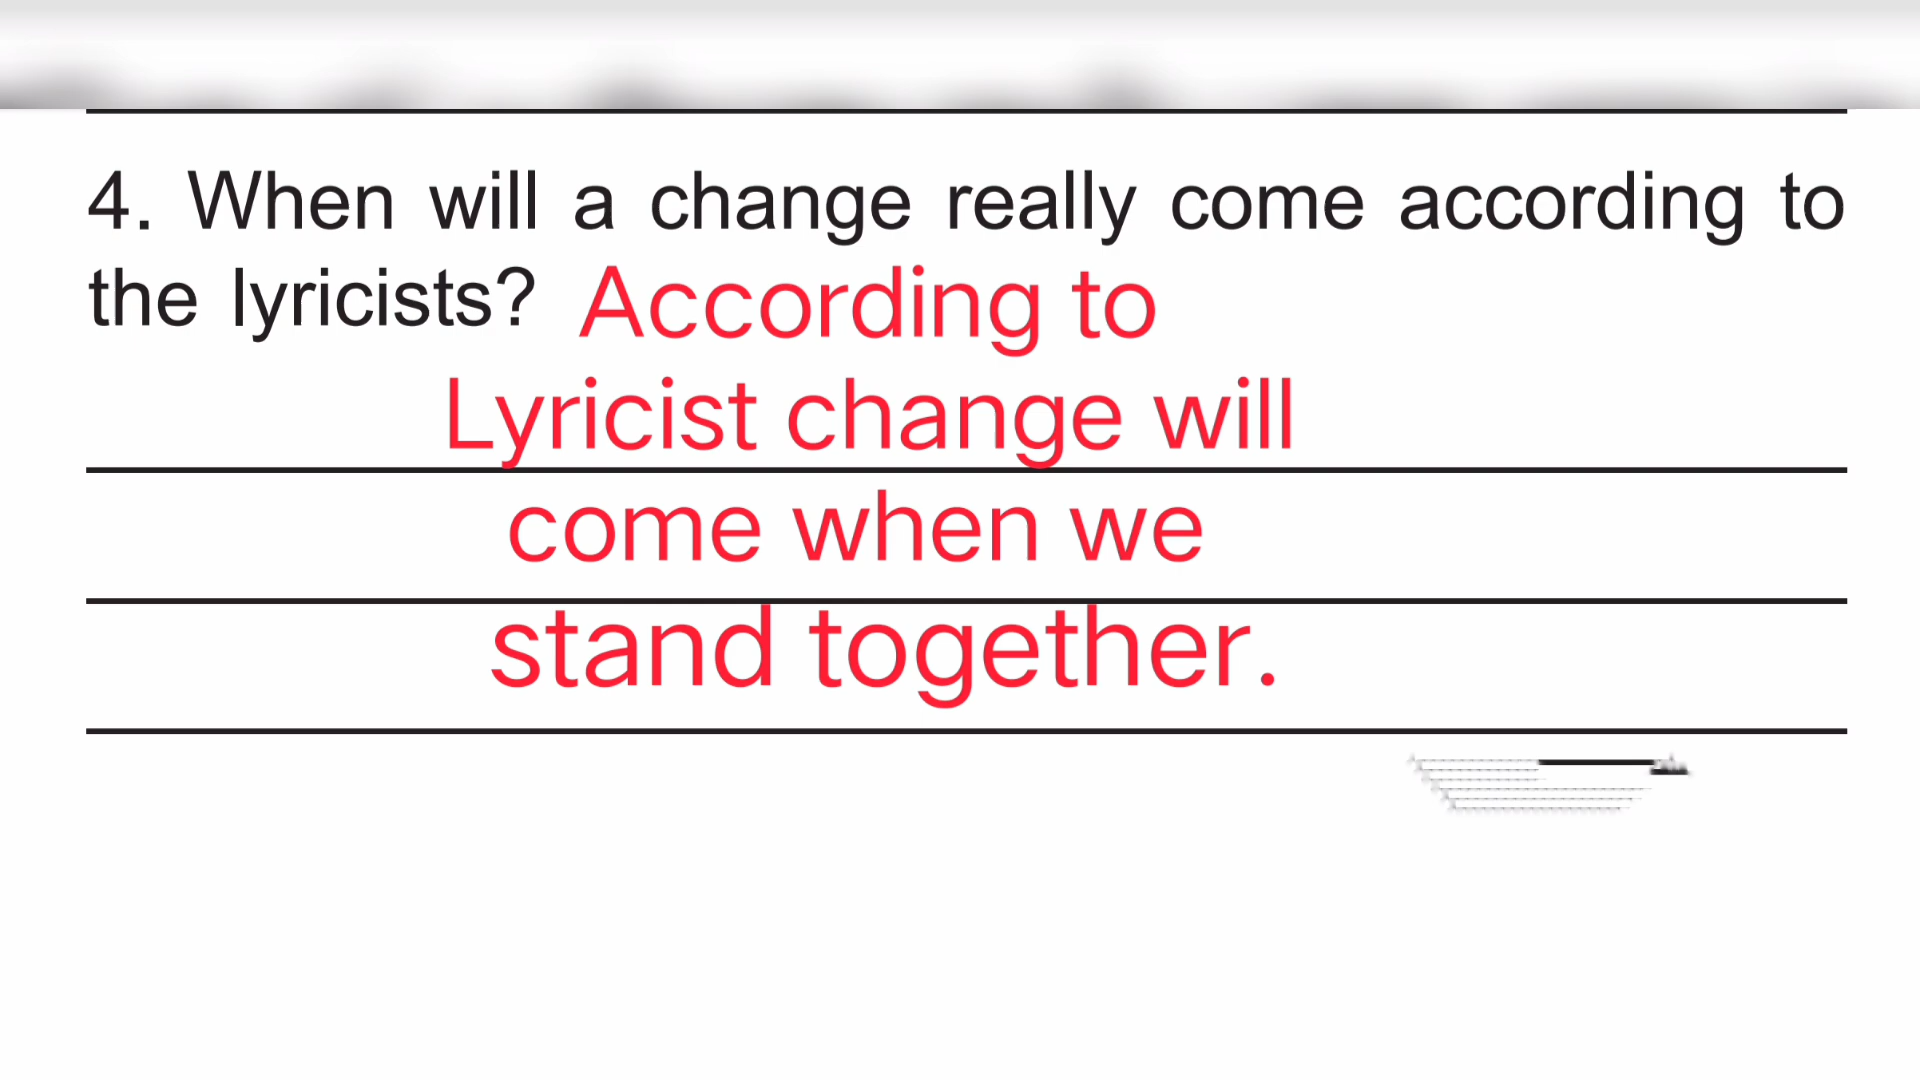 4. When will a change really come according to
the lyricists? According to
Lyricist change will
come when we
stand together.